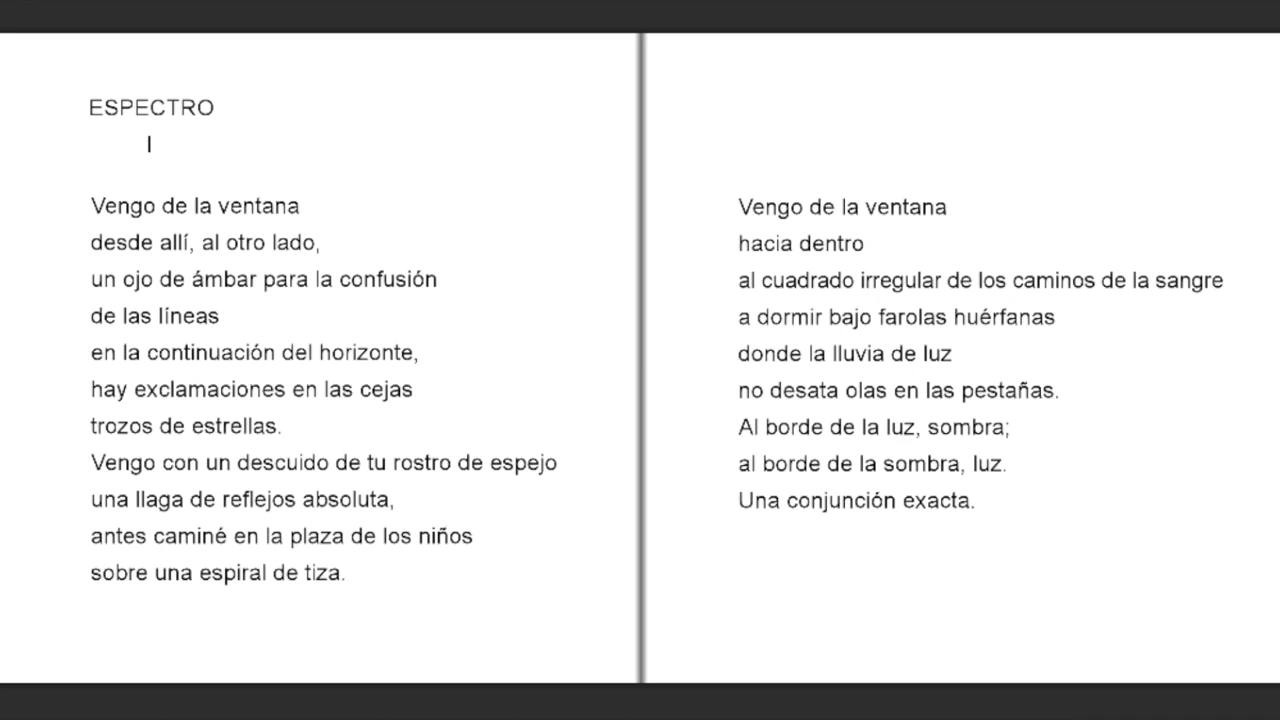 ESPECTRO
I
Vengo de la ventana
desde allí, al otro lado,
un ojo de ámbar para la confusión
de las líneas
en la continuación del horizonte,
hay exclamaciones en las cejas
trozos de estrellas.
Vengo con un descuido de tu rostro de espejo
una llaga de reflejos absoluta,
antes caminé en la plaza de los niños
sobre una espiral de tiza.
Vengo de la ventana
hacia dentro
al cuadrado irregular de los caminos de la sangre
a dormir bajo farolas huérfanas
donde la lluvia de luz
no desata olas en las pestañas.
Al borde de la luz, sombra;
al borde de la sombra, luz.
Una conjunción exacta.